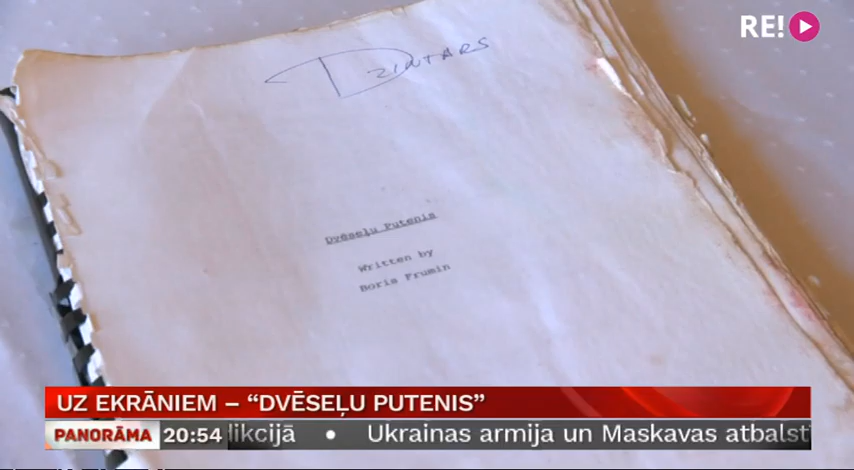 RE!
DZINTARS
Dvēseļu Putenis
Written by
Boris Frumin
UZ EKRĀNIEM – “DVĒSEĻU PUTENIS”
PANORĀMA 20:54 likcijā • Ukrainas armija un Maskavas atbalstī